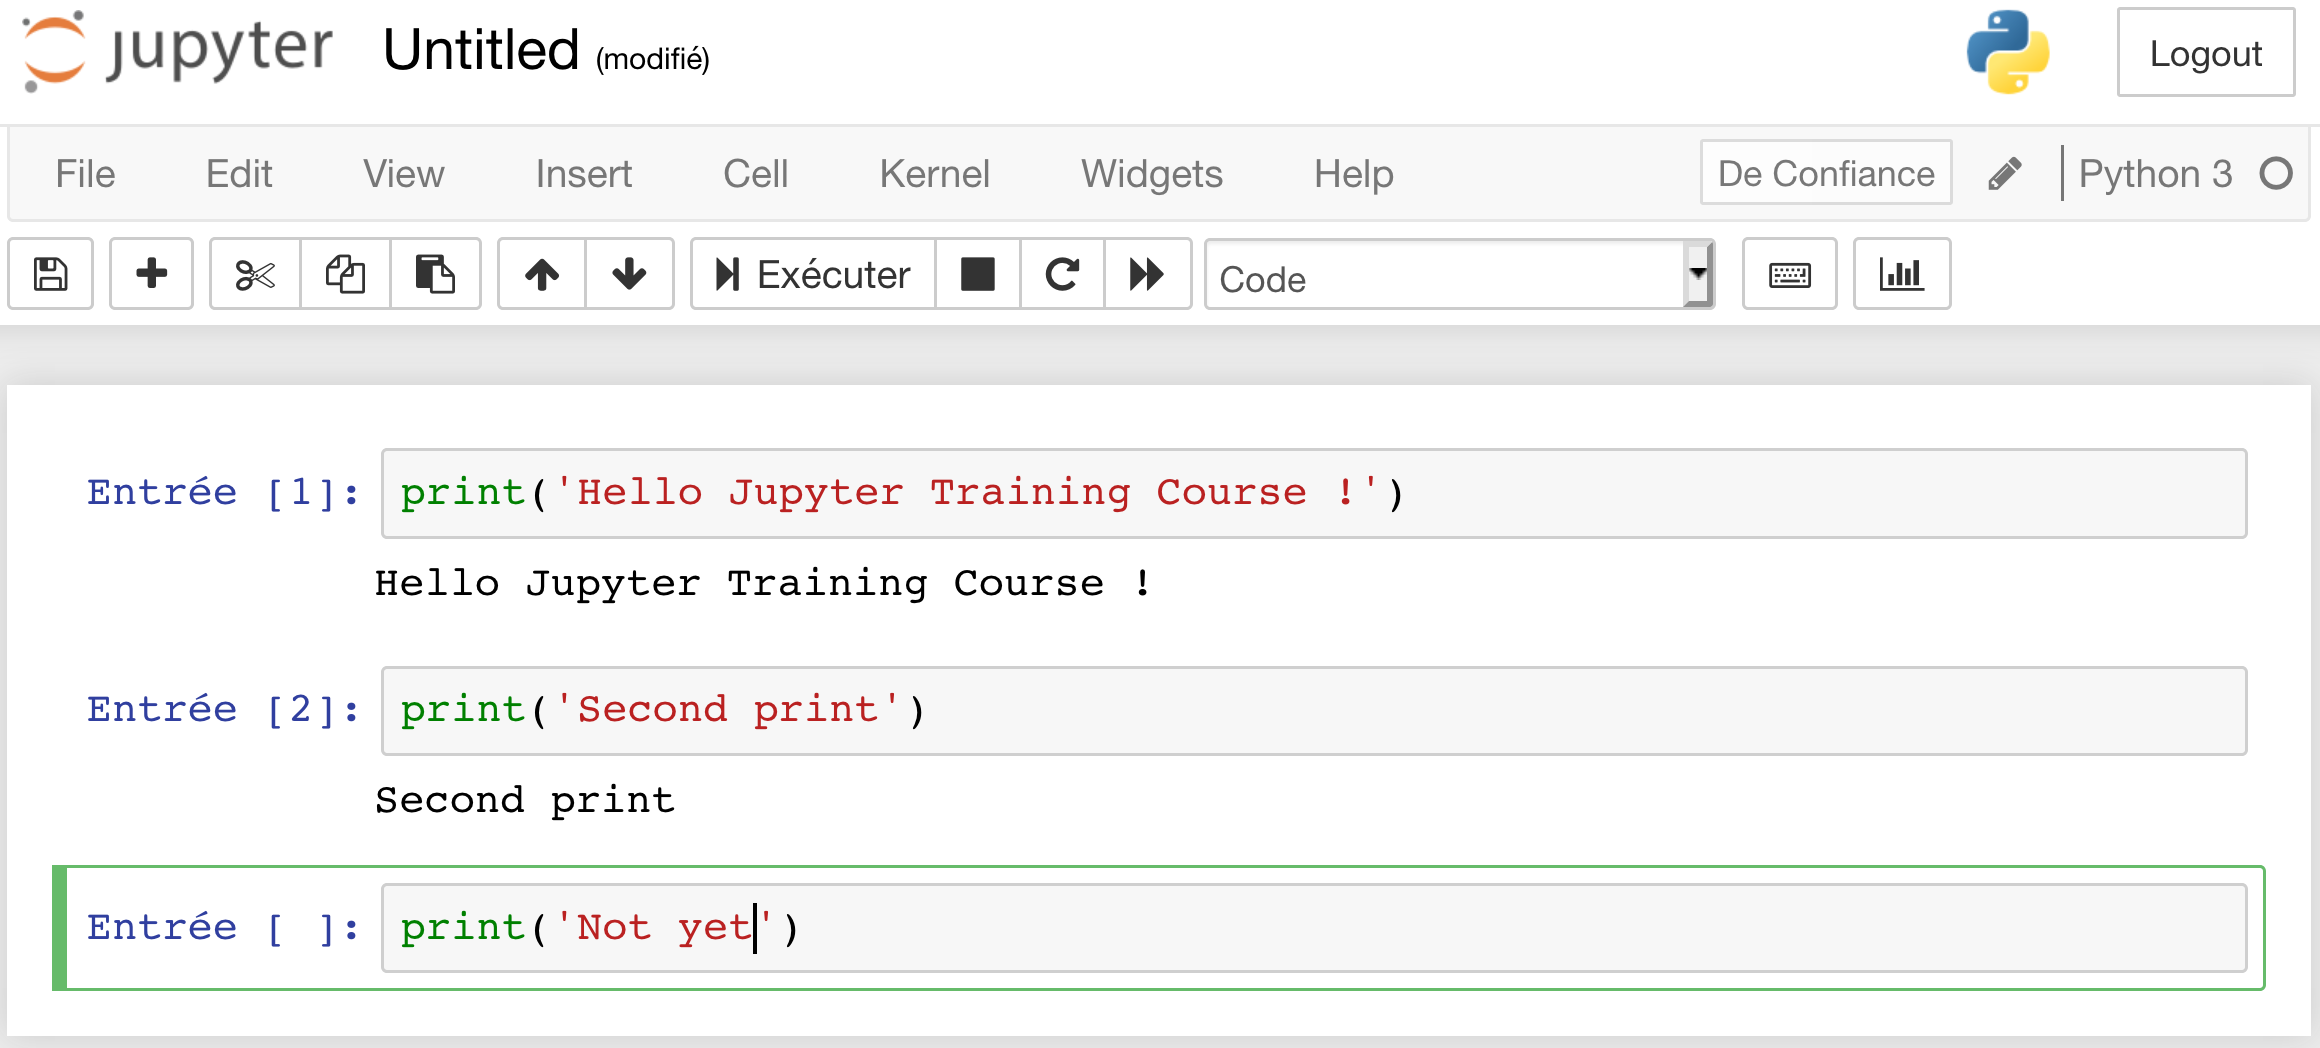 jupyter Untitled (modifié) Logout
File Edit View Insert Cell Kernel Widgets Help De Confiance Python 3
Exécuter Code
Entrée [1]: print('Hello Jupyter Training Course !')
Hello Jupyter Training Course !
Entrée [2]: print('Second print')
Second print
Entrée [ ]: print('Not yet')